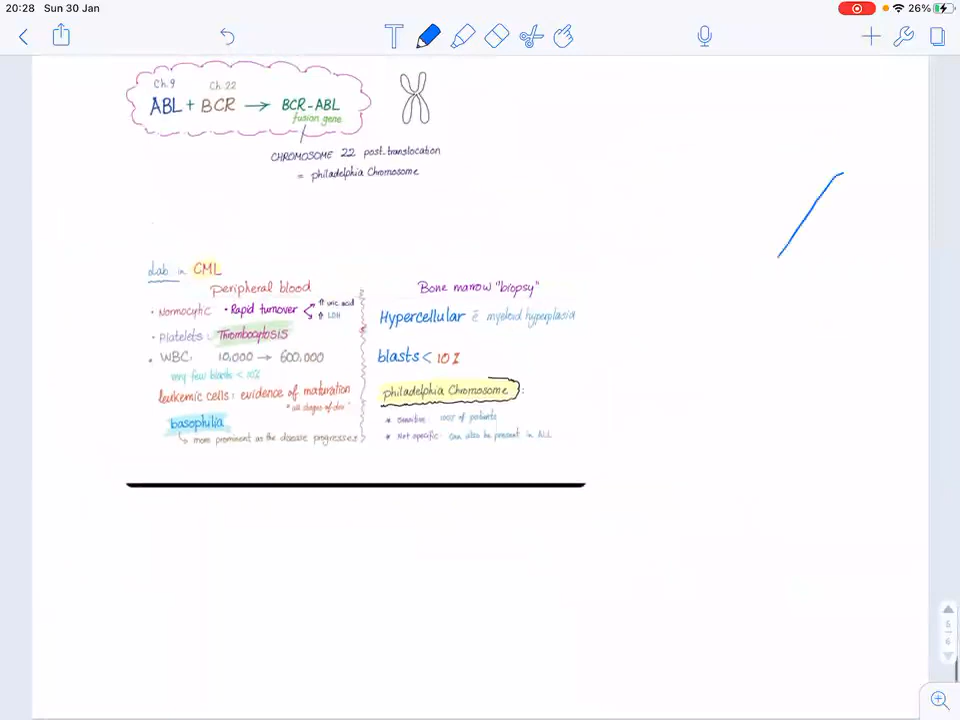 20:28 Sun 30 Jan
26%
Ch.9 Ch.22
ABL + BCR → BCR-ABL
fusion gene
CHROMOSOME 22 post-translocation
= philadelphia Chromosome
Lab in CML
peripheral blood
• Normocytic • Rapid turnover ↑ uric acid
↑ LDH
• Platelets: Thrombocytosis
• WBC: 10,000 → 600,000
very few blasts < 10%
leukemic cells: evidence of maturation
"all stages of dev"
basophilia
↳ more prominent as the disease progresses
Bone marrow "biopsy"
Hypercellular c̄ myeloid hyperplasia
blasts < 10%
philadelphia Chromosome :
* Sensitive: 100% of patients
* Not specific: can also be present in ALL
5
6